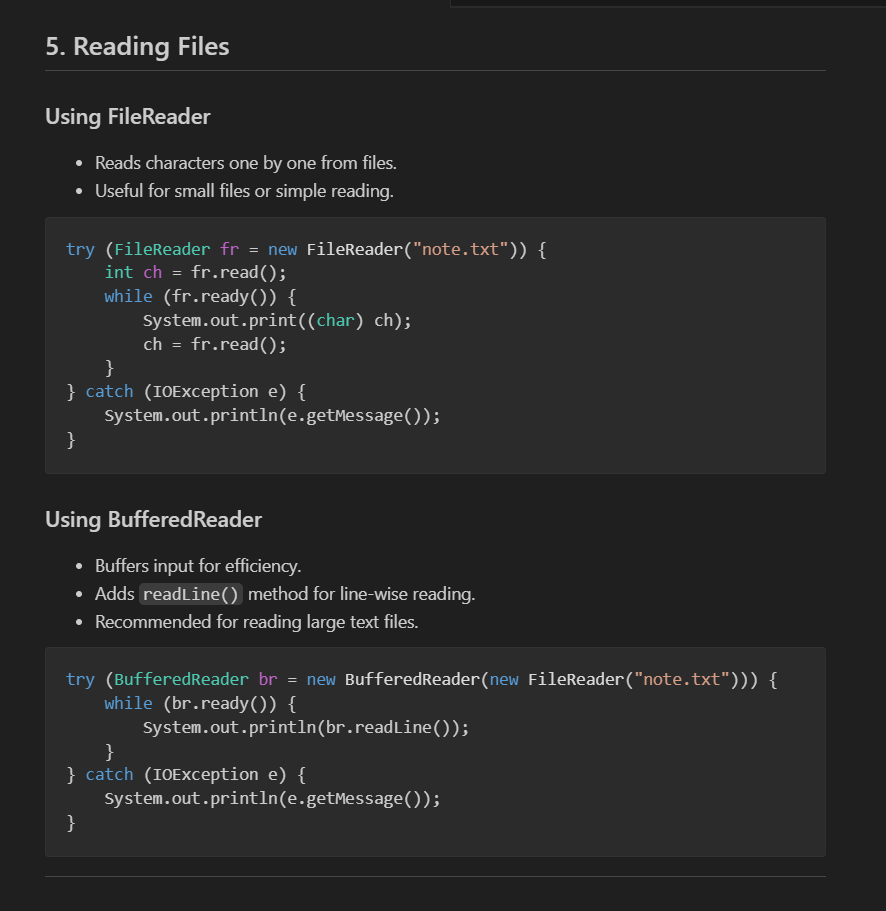 5. Reading Files
Using FileReader
• Reads characters one by one from files.
• Useful for small files or simple reading.
try (FileReader fr = new FileReader("note.txt")) {
    int ch = fr.read();
    while (fr.ready()) {
        System.out.print((char) ch);
        ch = fr.read();
    }
} catch (IOException e) {
    System.out.println(e.getMessage());
}
Using BufferedReader
• Buffers input for efficiency.
• Adds readLine() method for line-wise reading.
• Recommended for reading large text files.
try (BufferedReader br = new BufferedReader(new FileReader("note.txt"))) {
    while (br.ready()) {
        System.out.println(br.readLine());
    }
} catch (IOException e) {
    System.out.println(e.getMessage());
}